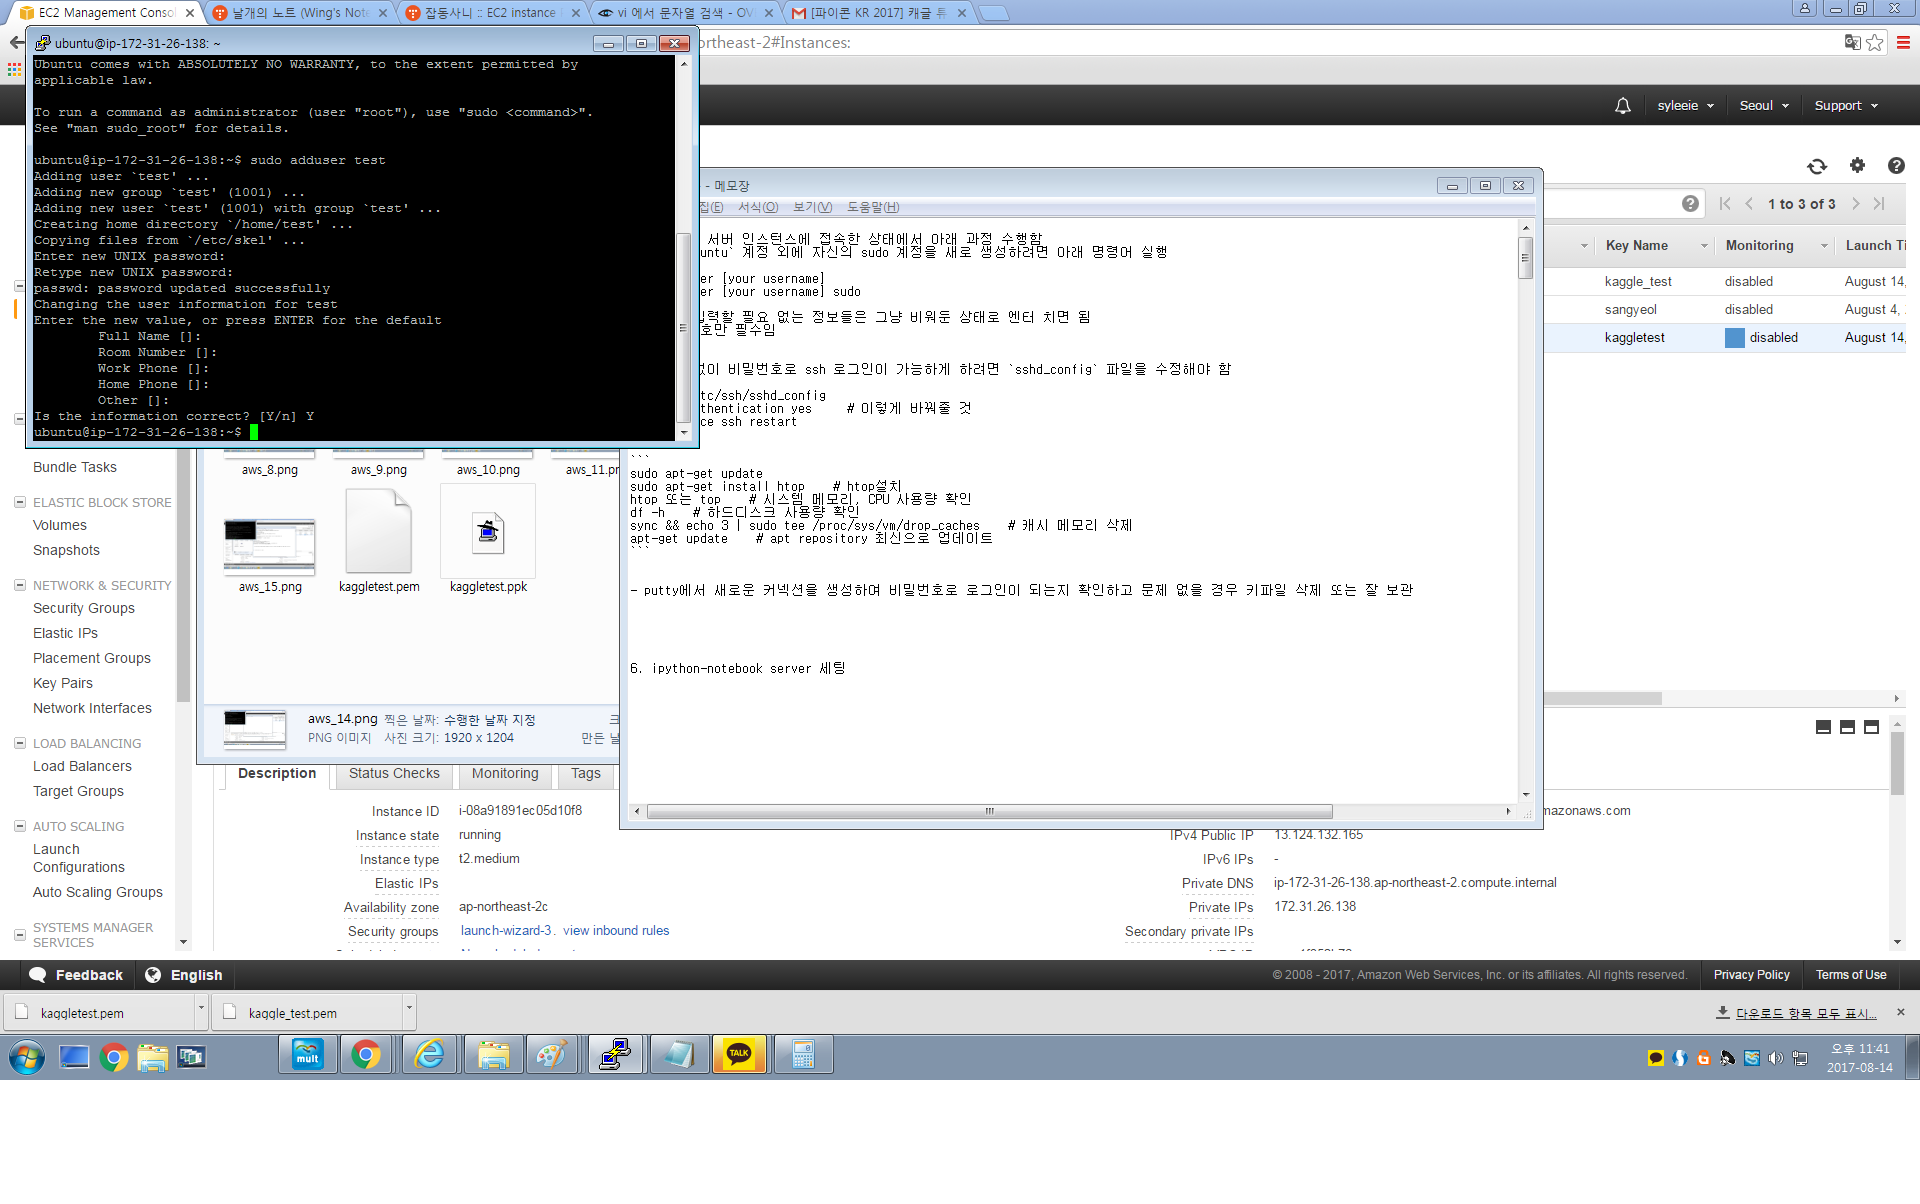 EC2 Management Consol
날개의 노트 (Wing's Note
잡동사니 :: EC2 instance
vi 에서 문자열 검색 - OV
[파이콘 KR 2017] 캐글 튜
ubuntu@ip-172-31-26-138: ~
rtheast-2#Instances:
Ubuntu comes with ABSOLUTELY NO WARRANTY, to the extent permitted by
applicable law.
To run a command as administrator (user "root"), use "sudo <command>".
See "man sudo_root" for details.
ubuntu@ip-172-31-26-138:~$ sudo adduser test
Adding user `test' ...
Adding new group `test' (1001) ...
Adding new user `test' (1001) with group `test' ...
Creating home directory `/home/test' ...
Copying files from `/etc/skel' ...
Enter new UNIX password:
Retype new UNIX password:
passwd: password updated successfully
Changing the user information for test
Enter the new value, or press ENTER for the default
Full Name []:
Room Number []:
Work Phone []:
Home Phone []:
Other []:
Is the information correct? [Y/n] Y
ubuntu@ip-172-31-26-138:~$
syleeie
Seoul
Support
1 to 3 of 3
Key Name
Monitoring
Launch Ti
kaggle_test
disabled
August 14,
sangyeol
disabled
August 4,
kaggletest
disabled
August 14,
- 메모장
집(E) 서식(O) 보기(V) 도움말(H)
서버 인스턴스에 접속한 상태에서 아래 과정 수행함
untu` 계정 외에 자신의 sudo 계정을 새로 생성하려면 아래 명령어 실행
er [your username]
er [your username] sudo
입력할 필요 없는 정보들은 그냥 비워둔 상태로 엔터 치면 됨
호만 필수임
없이 비밀번호로 ssh 로그인이 가능하게 하려면 `sshd_config` 파일을 수정해야 함
tc/ssh/sshd_config
thentication yes # 이렇게 바꿔줄 것
ce ssh restart
```
sudo apt-get update
sudo apt-get install htop # htop설치
htop 또는 top # 시스템 메모리, CPU 사용량 확인
df -h # 하드디스크 사용량 확인
sync && echo 3 | sudo tee /proc/sys/vm/drop_caches # 캐시 메모리 삭제
apt-get update # apt repository 최신으로 업데이트
```
- putty에서 새로운 커넥션을 생성하여 비밀번호로 로그인이 되는지 확인하고 문제 없을 경우 키파일 삭제 또는 잘 보관
6. ipython-notebook server 세팅
aws_8.png
aws_9.png
aws_10.png
aws_11.pn
aws_15.png
kaggletest.pem
kaggletest.ppk
aws_14.png 찍은 날짜: 수행한 날짜 지정
PNG 이미지 사진 크기: 1920 x 1204
만든 날
Bundle Tasks
ELASTIC BLOCK STORE
Volumes
Snapshots
NETWORK & SECURITY
Security Groups
Elastic IPs
Placement Groups
Key Pairs
Network Interfaces
LOAD BALANCING
Load Balancers
Target Groups
AUTO SCALING
Launch
Configurations
Auto Scaling Groups
SYSTEMS MANAGER
SERVICES
Description
Status Checks
Monitoring
Tags
Instance ID i-08a91891ec05d10f8
Instance state running
Instance type t2.medium
Elastic IPs
Availability zone ap-northeast-2c
Security groups launch-wizard-3. view inbound rules
mazonaws.com
IPv4 Public IP 13.124.132.165
IPv6 IPs -
Private DNS ip-172-31-26-138.ap-northeast-2.compute.internal
Private IPs 172.31.26.138
Secondary private IPs
Feedback
English
© 2008 - 2017, Amazon Web Services, Inc. or its affiliates. All rights reserved.
Privacy Policy
Terms of Use
kaggletest.pem
kaggle_test.pem
다운로드 항목 모두 표시...
mult
TALK
오후 11:41
2017-08-14